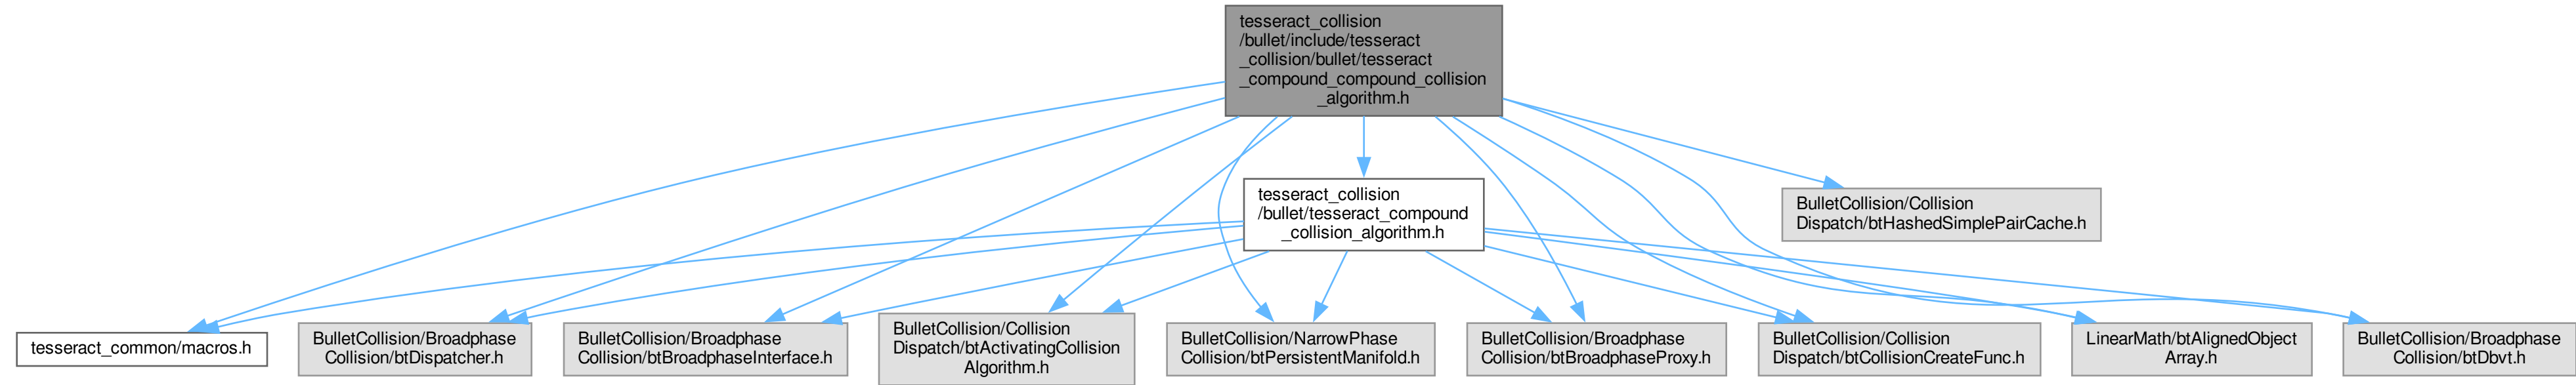 tesseract_collision
/bullet/include/tesseract
_collision/bullet/tesseract
_compound_compound_collision
_algorithm.h
tesseract_collision
/bullet/tesseract_compound
_collision_algorithm.h
BulletCollision/Collision
Dispatch/btHashedSimplePairCache.h
tesseract_common/macros.h
BulletCollision/Broadphase
Collision/btDispatcher.h
BulletCollision/Broadphase
Collision/btBroadphaseInterface.h
BulletCollision/Collision
Dispatch/btActivatingCollision
Algorithm.h
BulletCollision/NarrowPhase
Collision/btPersistentManifold.h
BulletCollision/Broadphase
Collision/btBroadphaseProxy.h
BulletCollision/Collision
Dispatch/btCollisionCreateFunc.h
LinearMath/btAlignedObject
Array.h
BulletCollision/Broadphase
Collision/btDbvt.h